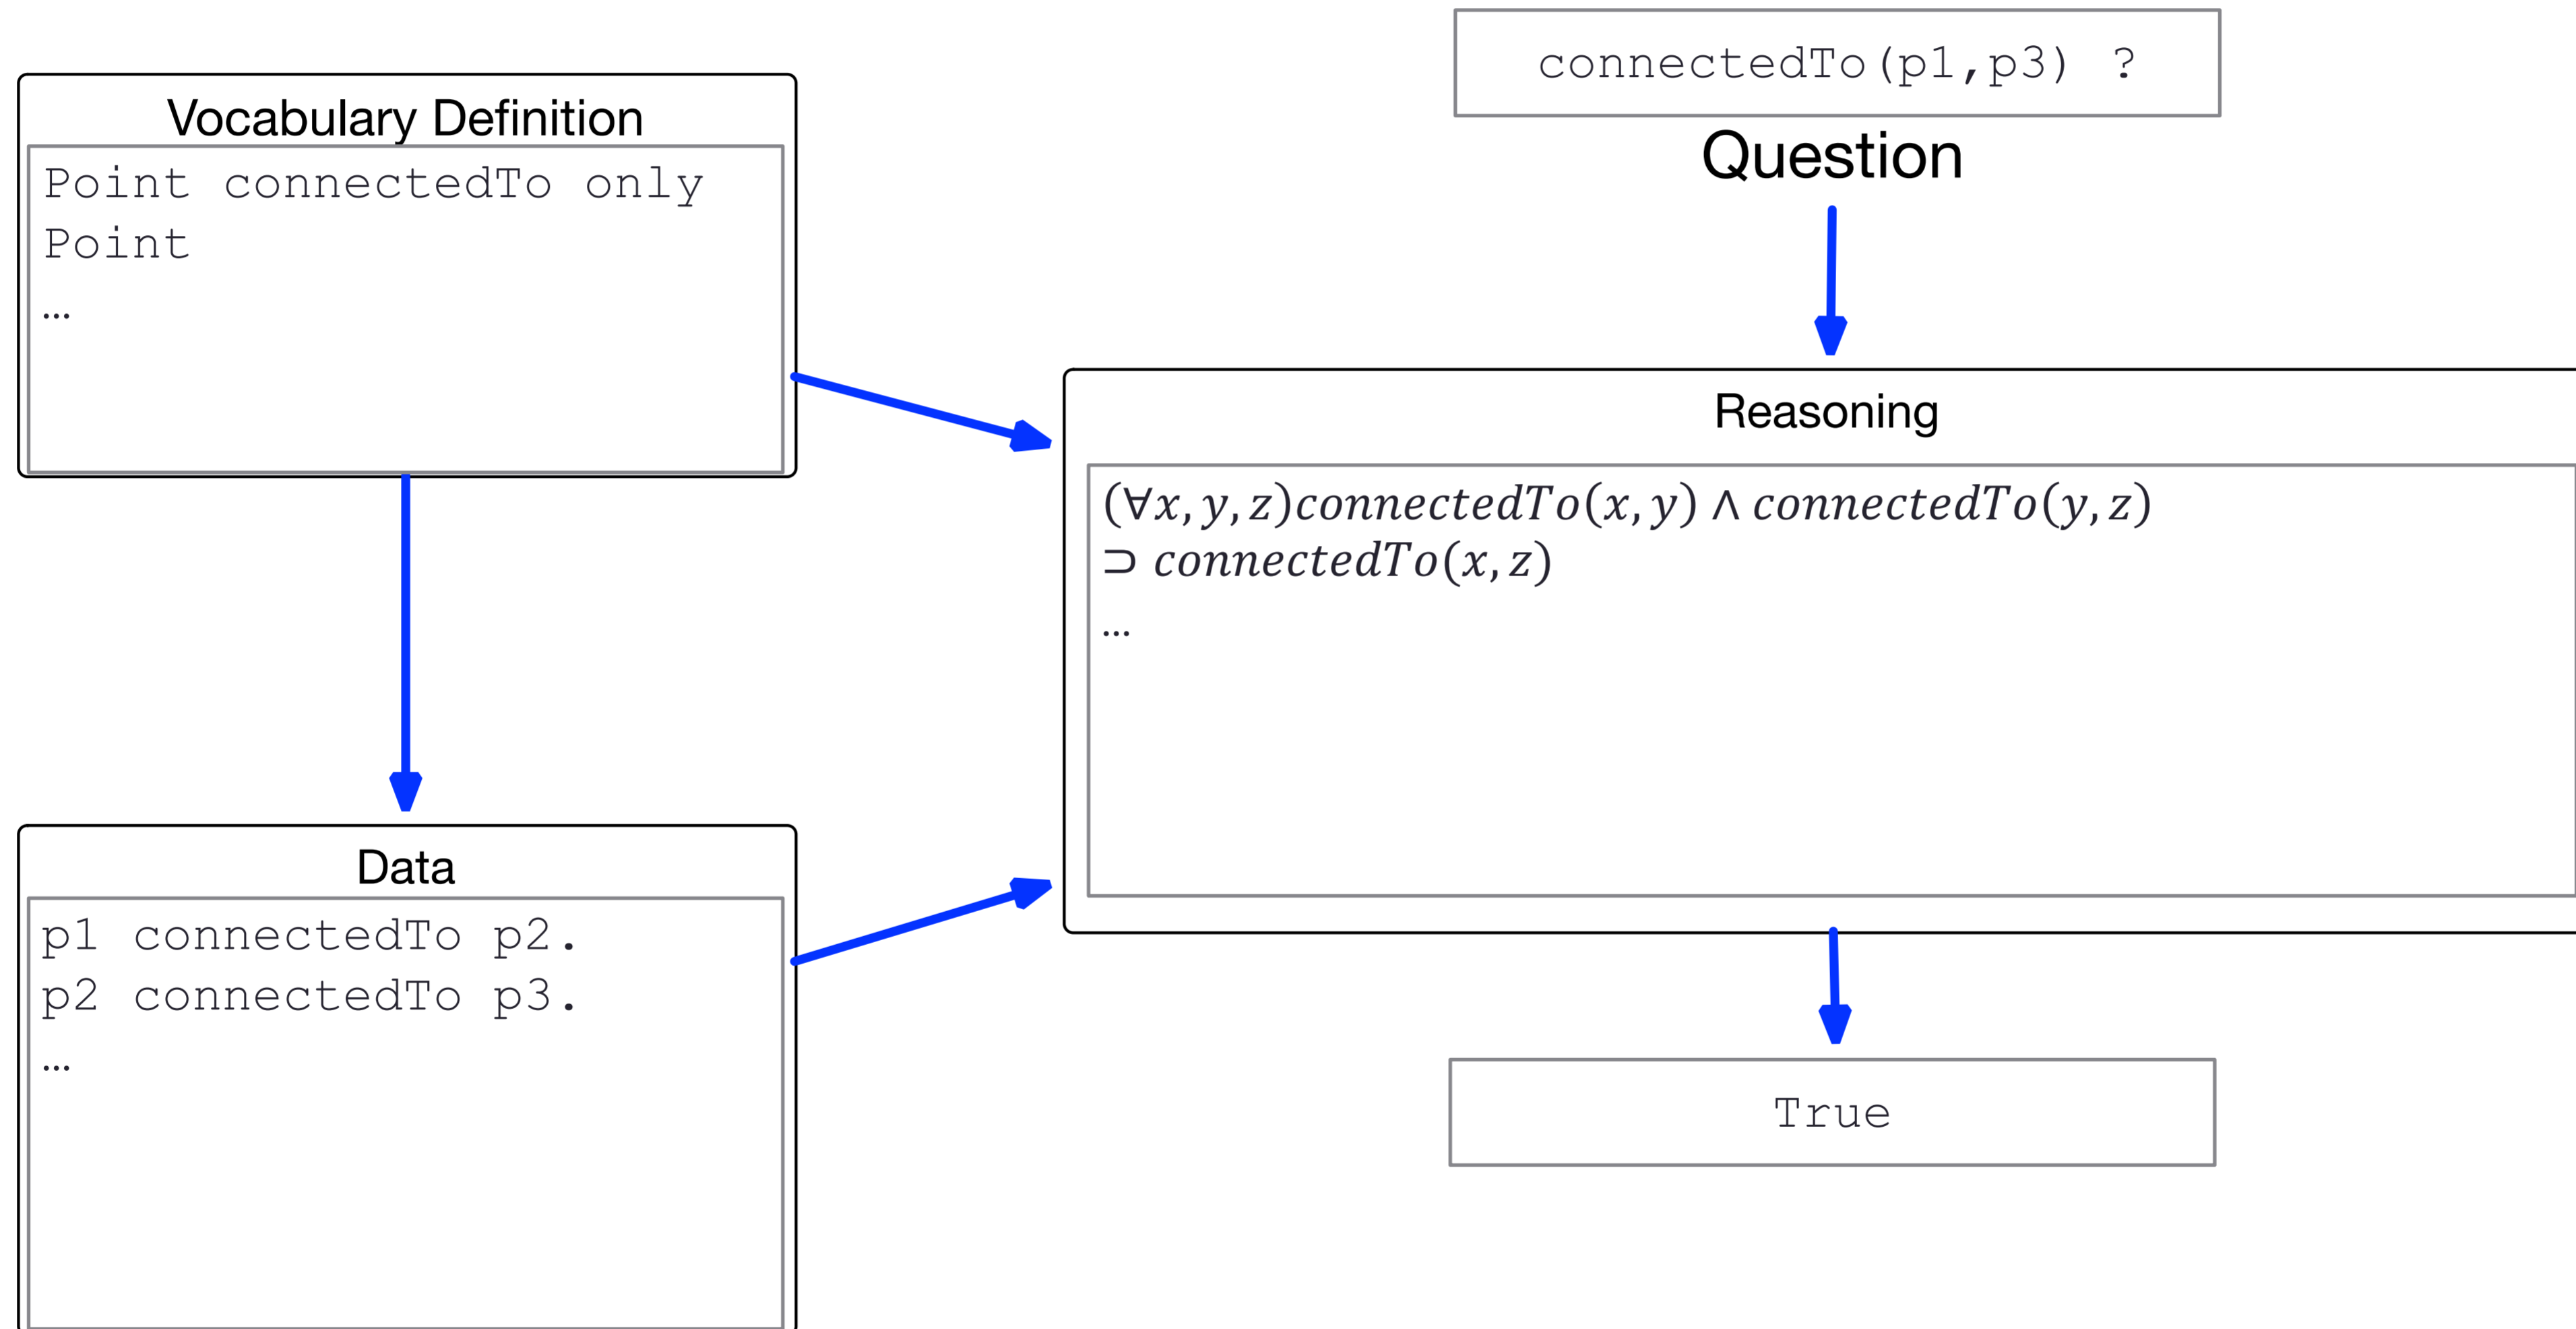 Vocabulary Definition
Point connectedTo only
Point
…
Data
p1 connectedTo p2.
p2 connectedTo p3.
…
connectedTo(p1,p3) ?
Question
Reasoning
(∀x, y, z)connectedTo(x, y) ∧ connectedTo(y, z)
⊃ connectedTo(x, z)
…
True